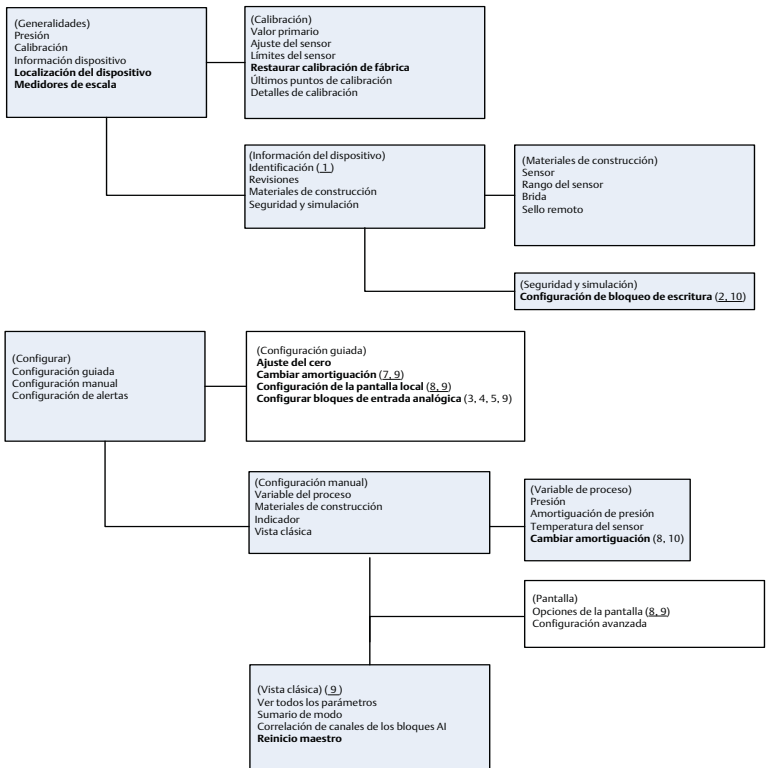 (Generalidades)
Presión
Calibración
Información dispositivo
Localización del dispositivo
Medidores de escala
(Calibración)
Valor primario
Ajuste del sensor
Límites del sensor
Restaurar calibración de fábrica
Últimos puntos de calibración
Detalles de calibración
(Información del dispositivo)
Identificación ( 1 )
Revisiones
Materiales de construcción
Seguridad y simulación
(Materiales de construcción)
Sensor
Rango del sensor
Brida
Sello remoto
(Seguridad y simulación)
Configuración de bloqueo de escritura (2, 10)
(Configurar)
Configuración guiada
Configuración manual
Configuración de alertas
(Configuración guiada)
Ajuste del cero
Cambiar amortiguación (7, 9)
Configuración de la pantalla local (8, 9)
Configurar bloques de entrada analógica (3, 4, 5, 9)
(Configuración manual)
Variable del proceso
Materiales de construcción
Indicador
Vista clásica
(Variable de proceso)
Presión
Amortiguación de presión
Temperatura del sensor
Cambiar amortiguación (8, 10)
(Pantalla)
Opciones de la pantalla (8, 9)
Configuración avanzada
(Vista clásica) ( 9 )
Ver todos los parámetros
Sumario de modo
Correlación de canales de los bloques AI
Reinicio maestro